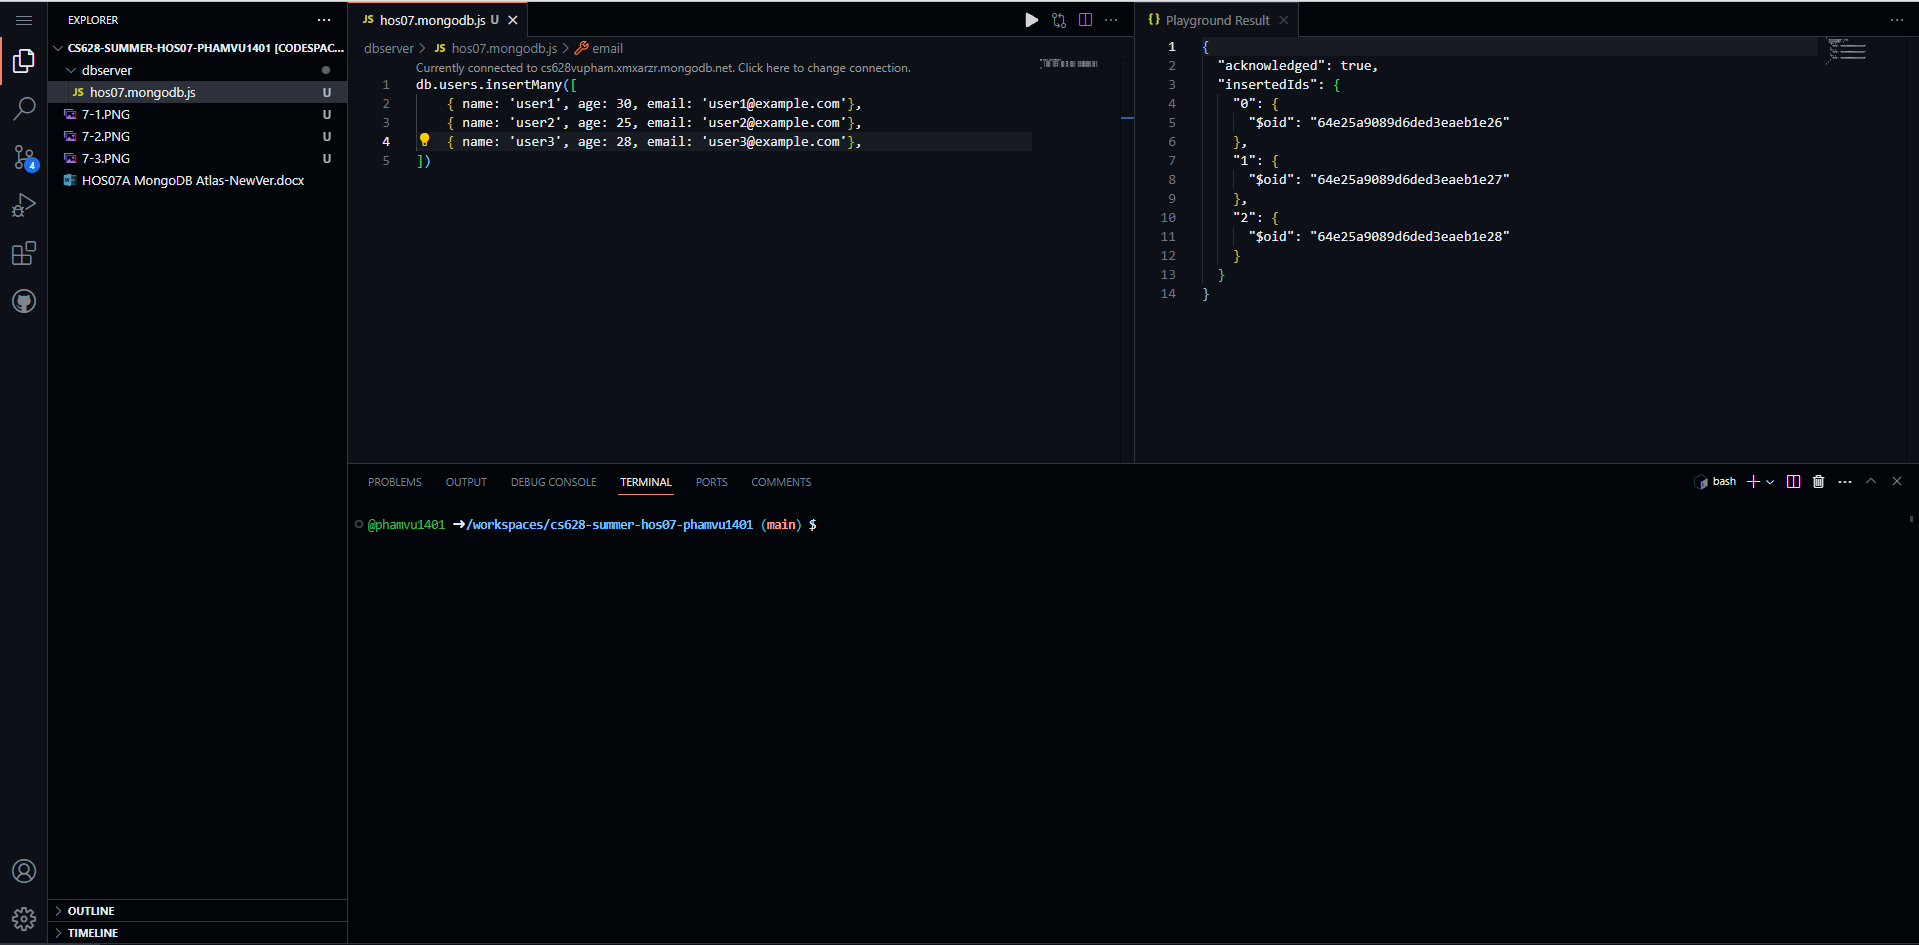 EXPLORER
CS628-SUMMER-HOS07-PHAMVU1401 [CODESPAC...
dbserver
JS hos07.mongodb.js U
7-1.PNG U
7-2.PNG U
7-3.PNG U
HOS07A MongoDB Atlas-NewVer.docx
4
OUTLINE
TIMELINE
JS hos07.mongodb.js U
dbserver > JS hos07.mongodb.js > email
Currently connected to cs628vupham.xmxarzr.mongodb.net. Click here to change connection.
1 db.users.insertMany([
2 { name: 'user1', age: 30, email: 'user1@example.com'},
3 { name: 'user2', age: 25, email: 'user2@example.com'},
4 { name: 'user3', age: 28, email: 'user3@example.com'},
5 ])
{} Playground Result
1 {
2 "acknowledged": true,
3 "insertedIds": {
4 "0": {
5 "$oid": "64e25a9089d6ded3eaeb1e26"
6 },
7 "1": {
8 "$oid": "64e25a9089d6ded3eaeb1e27"
9 },
10 "2": {
11 "$oid": "64e25a9089d6ded3eaeb1e28"
12 }
13 }
14 }
PROBLEMS OUTPUT DEBUG CONSOLE TERMINAL PORTS COMMENTS
bash
@phamvu1401 ➜/workspaces/cs628-summer-hos07-phamvu1401 (main) $